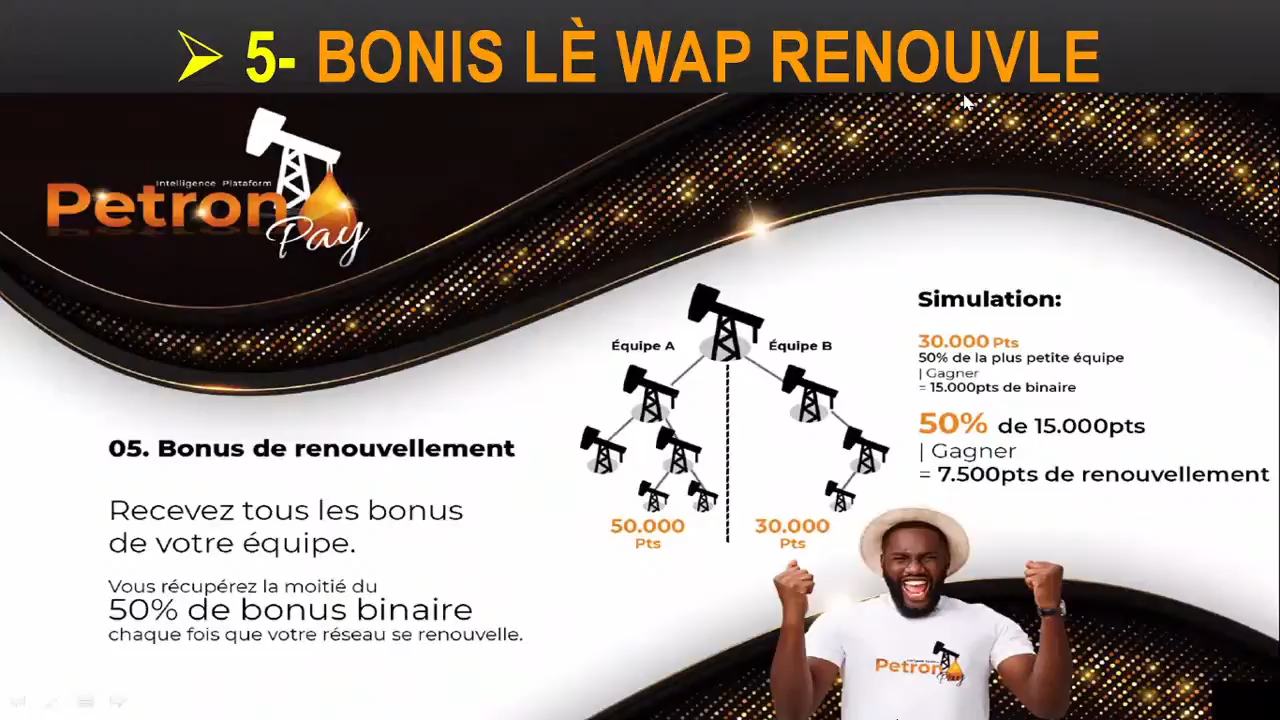 5- BONIS LÈ WAP RENOUVLE
Intelligence Plataform
Petron
Pay
Simulation:
30.000 Pts
50% de la plus petite équipe
| Gagner
= 15.000pts de binaire
50% de 15.000pts
| Gagner
= 7.500pts de renouvellement
Équipe A
Équipe B
50.000
Pts
30.000
Pts
05. Bonus de renouvellement
Recevez tous les bonus
de votre équipe.
Vous récupérez la moitié du
50% de bonus binaire
chaque fois que votre réseau se renouvelle.
Petron
Pay